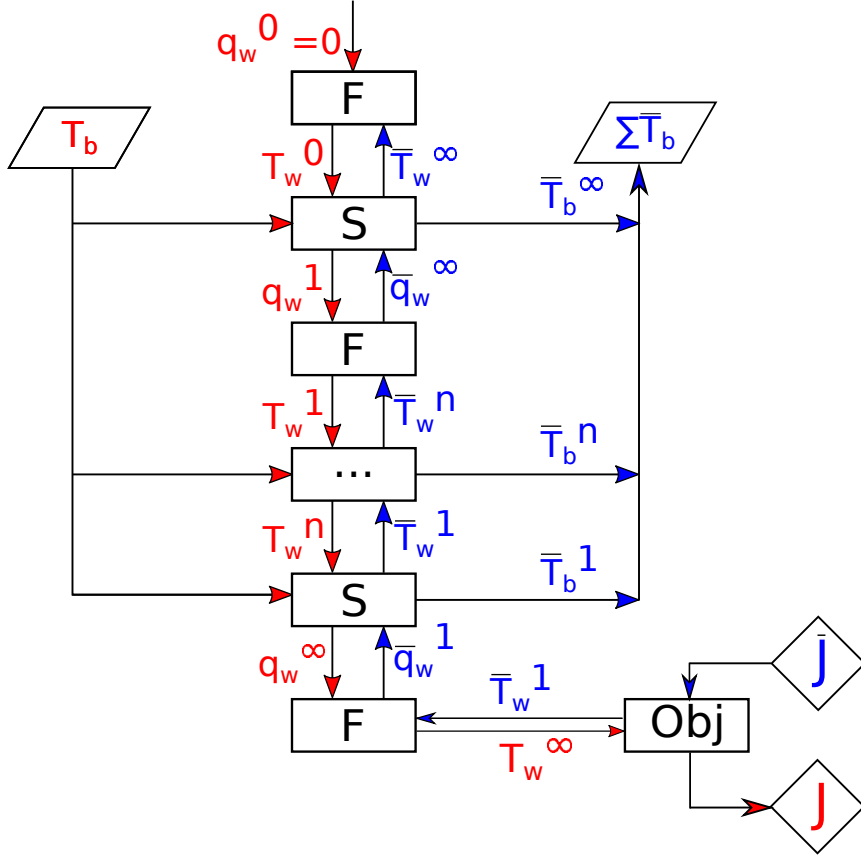 q_w^0 =0
F
T_b
∑T̅_b
T_w^0
T̅_w^∞
T̅_b^∞
S
q_w^1
q̅_w^∞
F
T_w^1
T̅_w^n
T̅_b^n
...
T_w^n
T̅_w^1
T̅_b^1
S
q_w^∞
q̅_w^1
J̅
T̅_w^1
F
Obj
T_w^∞
J